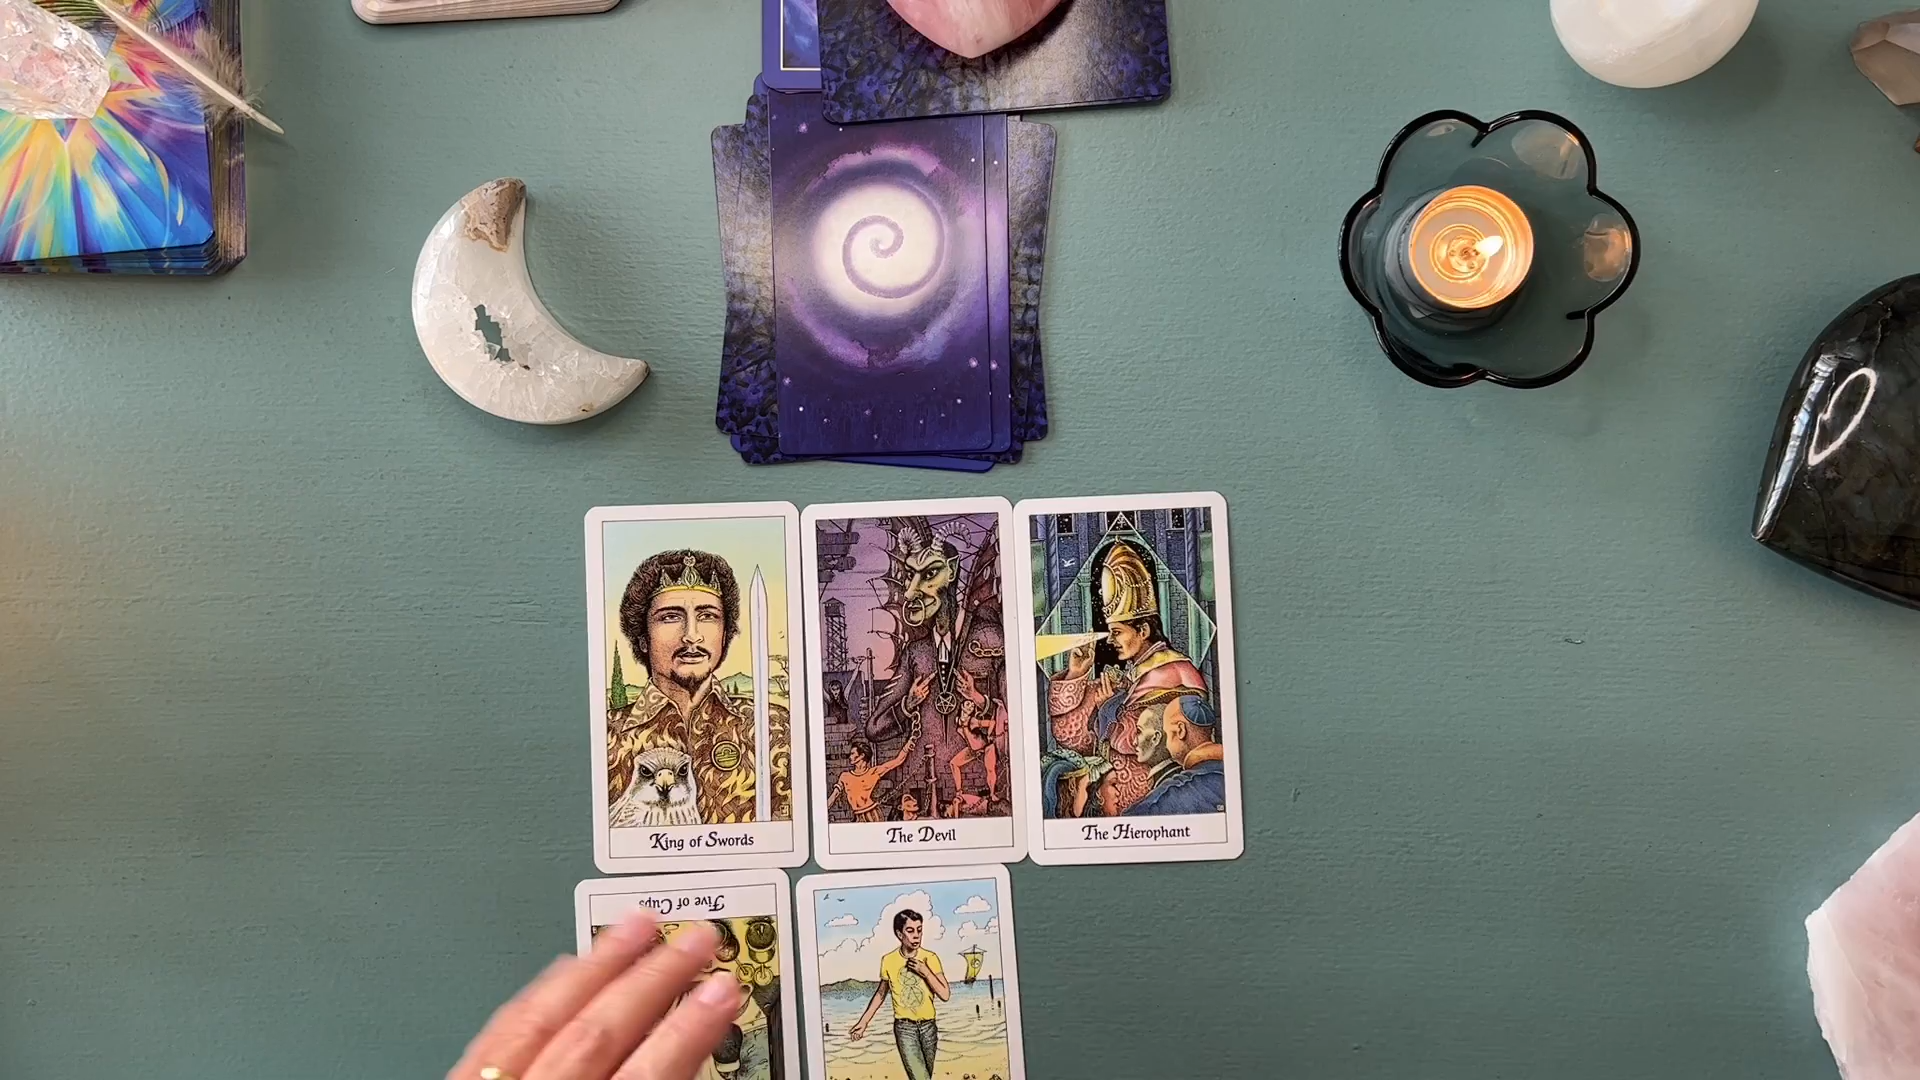 King of Swords
The Devil
The Hierophant
Five of Cups